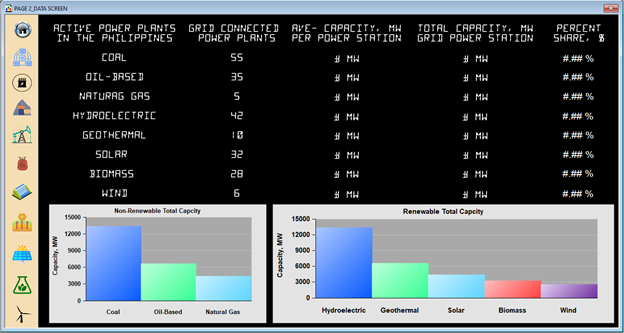 PAGE 2_DATA SCREEN
ACTIVE POWER PLANTS GRID CONNECTED AVE- CAPACITY, MW TOTAL CAPACITY, MW PERCENT
IN THE PHILIPPINES POWER PLANTS PER POWER STATION GRID POWER STATION SHARE, %
COAL 55 # MW # MW #.## %
OIL-BASED 35 # MW # MW #.## %
NATURAG GAS 5 # MW # MW #.## %
HYDROELECTRIC 42 # MW # MW #.## %
GEOTHERMAL 10 # MW # MW #.## %
SOLAR 32 # MW # MW #.## %
BIOMASS 28 # MW # MW #.## %
WIND 6 # MW # MW #.## %
Non-Renewable Total Capcity
Capacity, MW
15000
12000
9000
6000
3000
0
Coal Oil-Based Natural Gas
Renewable Total Capcity
Capacity, MW
15000
12000
9000
6000
3000
0
Hydroelectric Geothermal Solar Biomass Wind